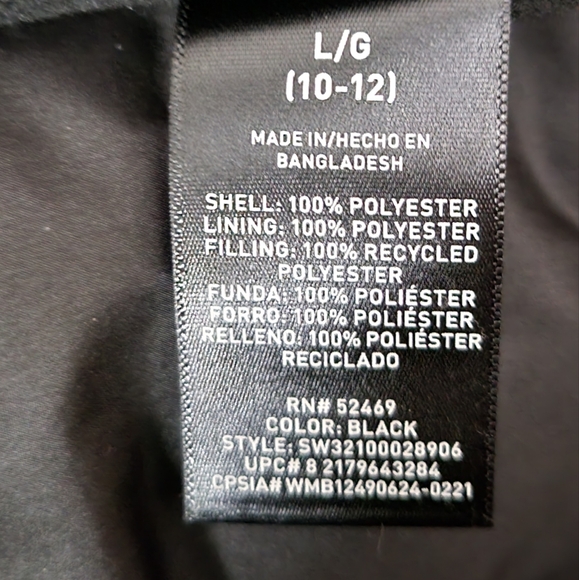 L/G
(10-12)
MADE IN/HECHO EN
BANGLADESH
SHELL: 100% POLYESTER
LINING: 100% POLYESTER
FILLING: 100% RECYCLED
POLYESTER
FUNDA: 100% POLIÉSTER
FORRO: 100% POLIÉSTER
RELLENO: 100% POLIÉSTER
RECICLADO
RN# 52469
COLOR: BLACK
STYLE: SW32100028906
UPC# 8 2179643284
CPSIA# WMB12490624-0221